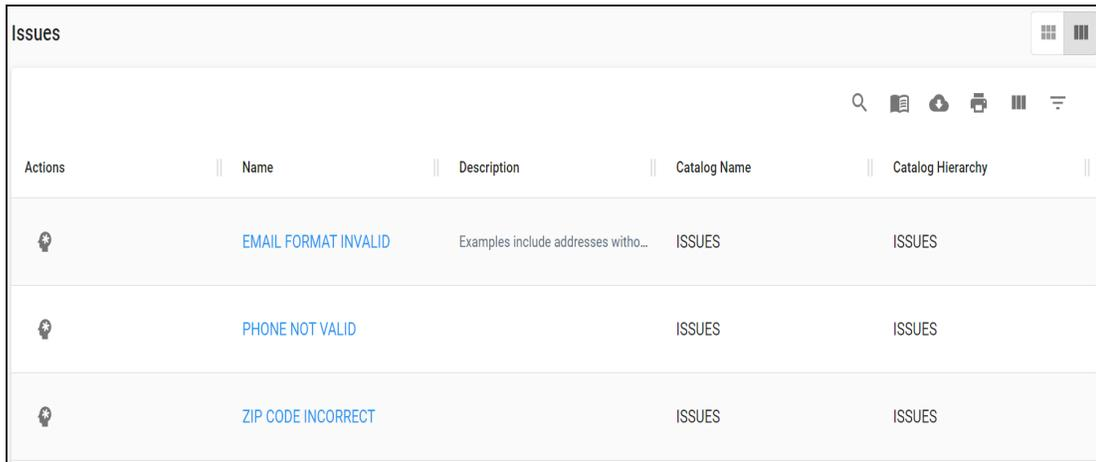 Issues
Actions Name Description Catalog Name Catalog Hierarchy
EMAIL FORMAT INVALID Examples include addresses witho... ISSUES ISSUES
PHONE NOT VALID ISSUES ISSUES
ZIP CODE INCORRECT ISSUES ISSUES